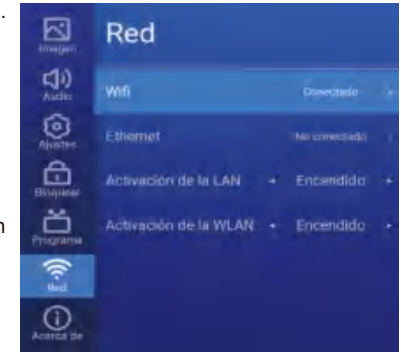 .
Imagen
Audio
Ajustes
Bloquear
Programa
Red
Acerca de
n
Red
Wifi Conectado
Ethernet No conectado
Activación de la LAN Encendido
Activación de la WLAN Encendido